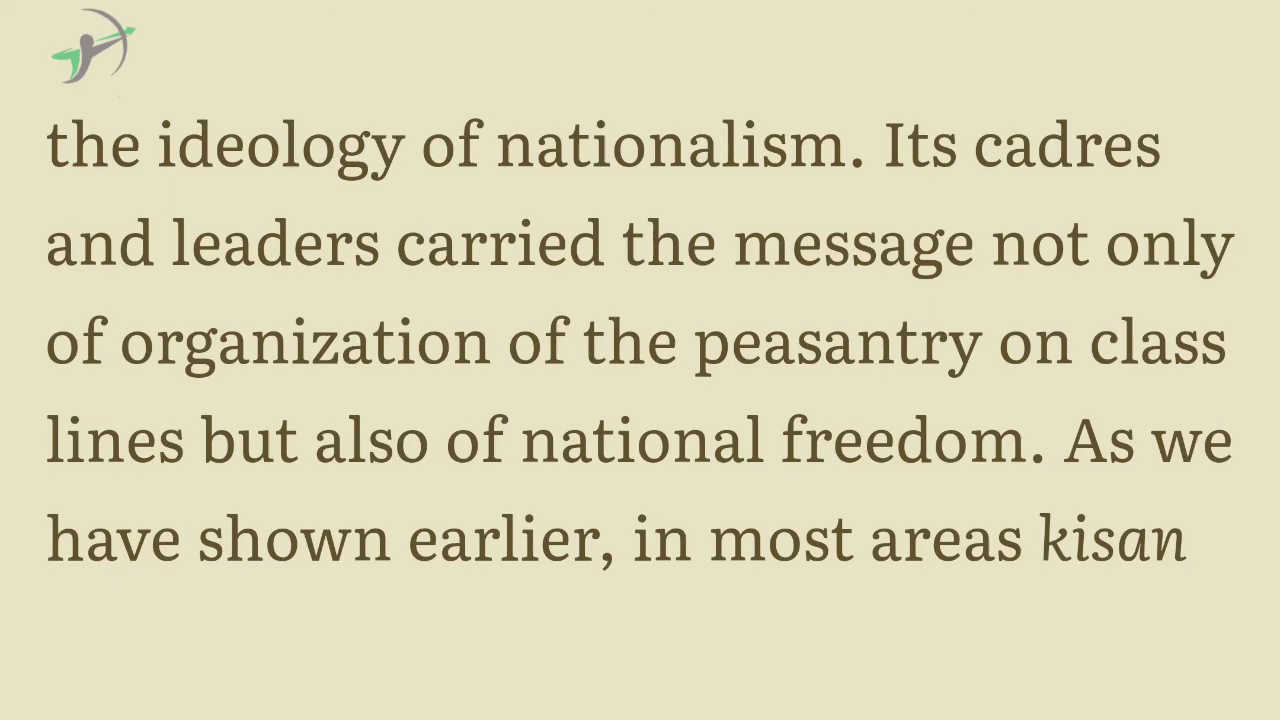 the ideology of nationalism. Its cadres
and leaders carried the message not only
of organization of the peasantry on class
lines but also of national freedom. As we
have shown earlier, in most areas kisan